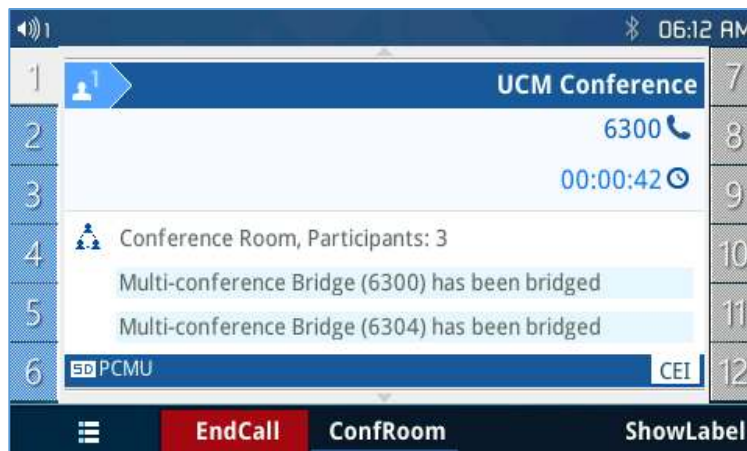 1 06:12 AM
1 1 UCM Conference 7
2 6300 8
3 00:00:42 9
4 Conference Room, Participants: 3 10
Multi-conference Bridge (6300) has been bridged
5 Multi-conference Bridge (6304) has been bridged 11
6 SD PCMU CEI 12
EndCall ConfRoom ShowLabel